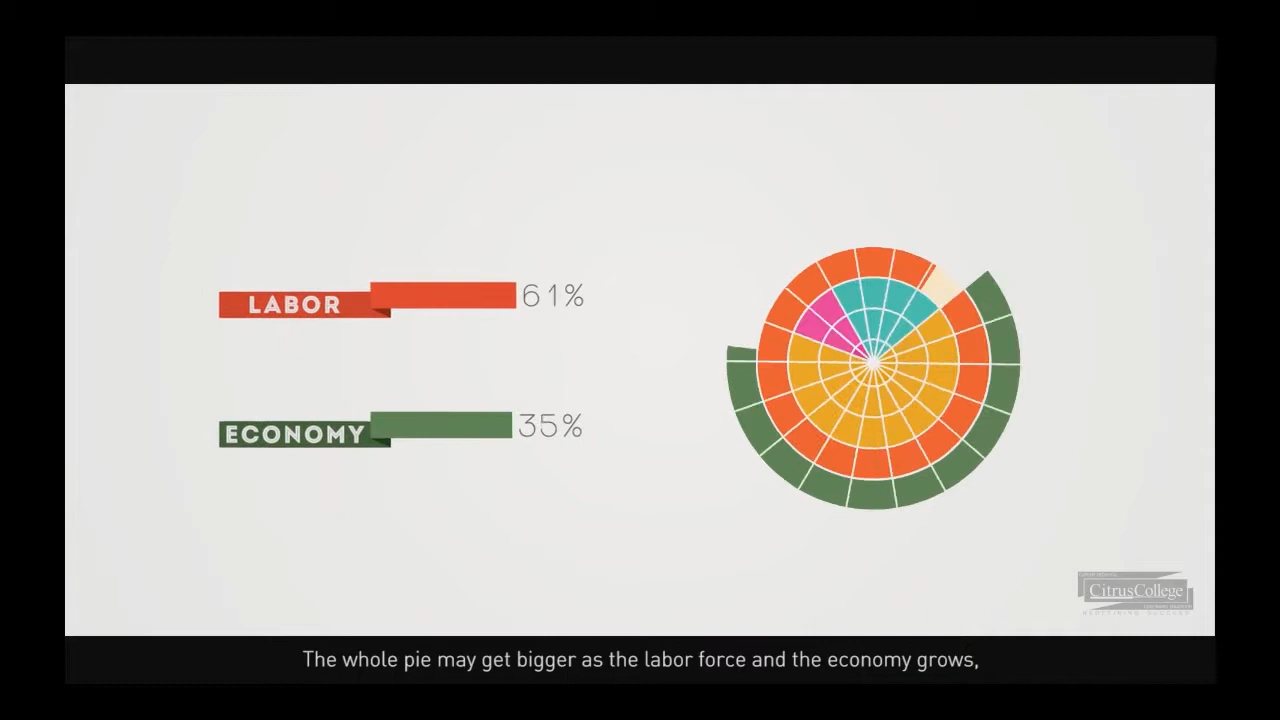 LABOR
61%
ECONOMY
35%
CitrusCollege
The whole pie may get bigger as the labor force and the economy grows,